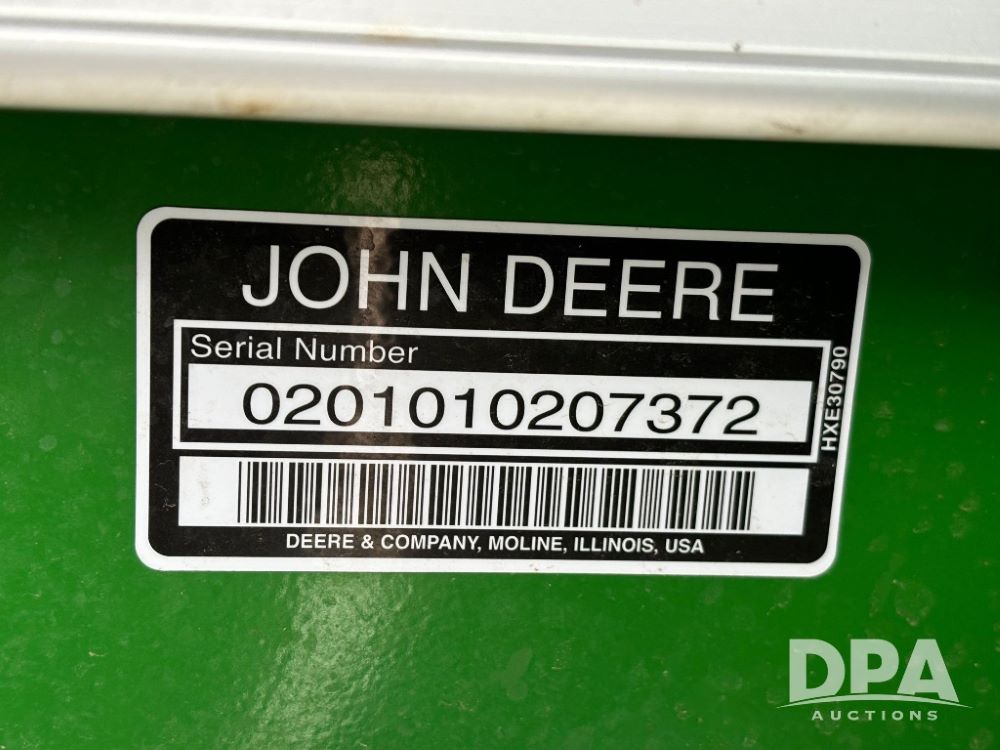 JOHN DEERE
Serial Number
0201010207372
HXE30790
DEERE & COMPANY, MOLINE, ILLINOIS, USA
DPA
AUCTIONS